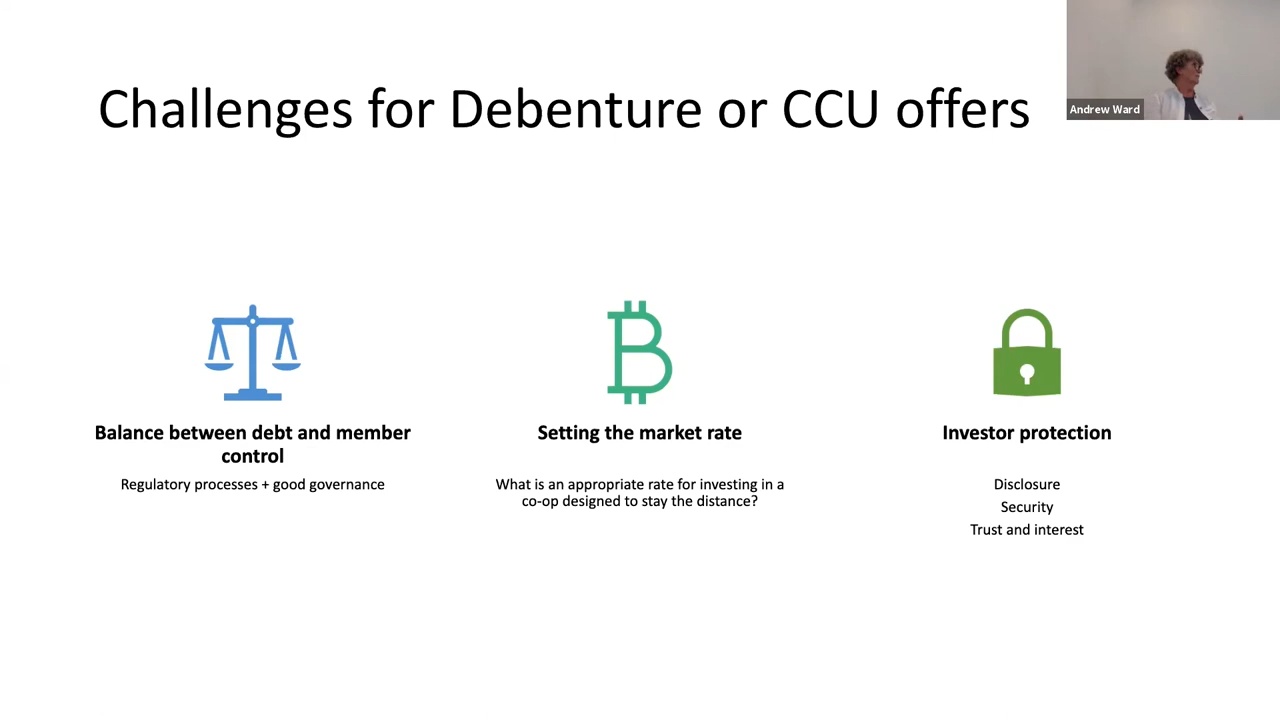 Challenges for Debenture or CCU offers
Andrew Ward
Balance between debt and member
control
Regulatory processes + good governance
Setting the market rate
What is an appropriate rate for investing in a
co-op designed to stay the distance?
Investor protection
Disclosure
Security
Trust and interest